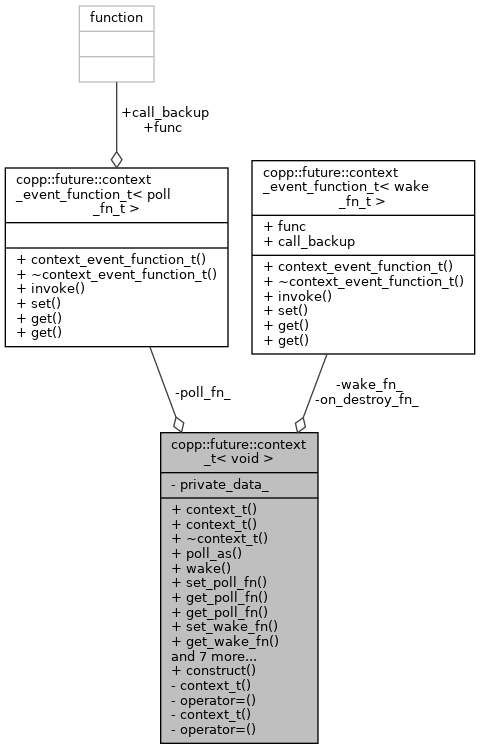 function
+call_backup
+func
copp::future::context
_event_function_t< poll
_fn_t >
+ context_event_function_t()
+ ~context_event_function_t()
+ invoke()
+ set()
+ get()
+ get()
copp::future::context
_event_function_t< wake
_fn_t >
+ func
+ call_backup
+ context_event_function_t()
+ ~context_event_function_t()
+ invoke()
+ set()
+ get()
+ get()
-poll_fn_
-wake_fn_
-on_destroy_fn_
copp::future::context
_t< void >
- private_data_
+ context_t()
+ context_t()
+ ~context_t()
+ poll_as()
+ wake()
+ set_poll_fn()
+ get_poll_fn()
+ get_poll_fn()
+ set_wake_fn()
+ get_wake_fn()
and 7 more...
+ construct()
- context_t()
- operator=()
- context_t()
- operator=()